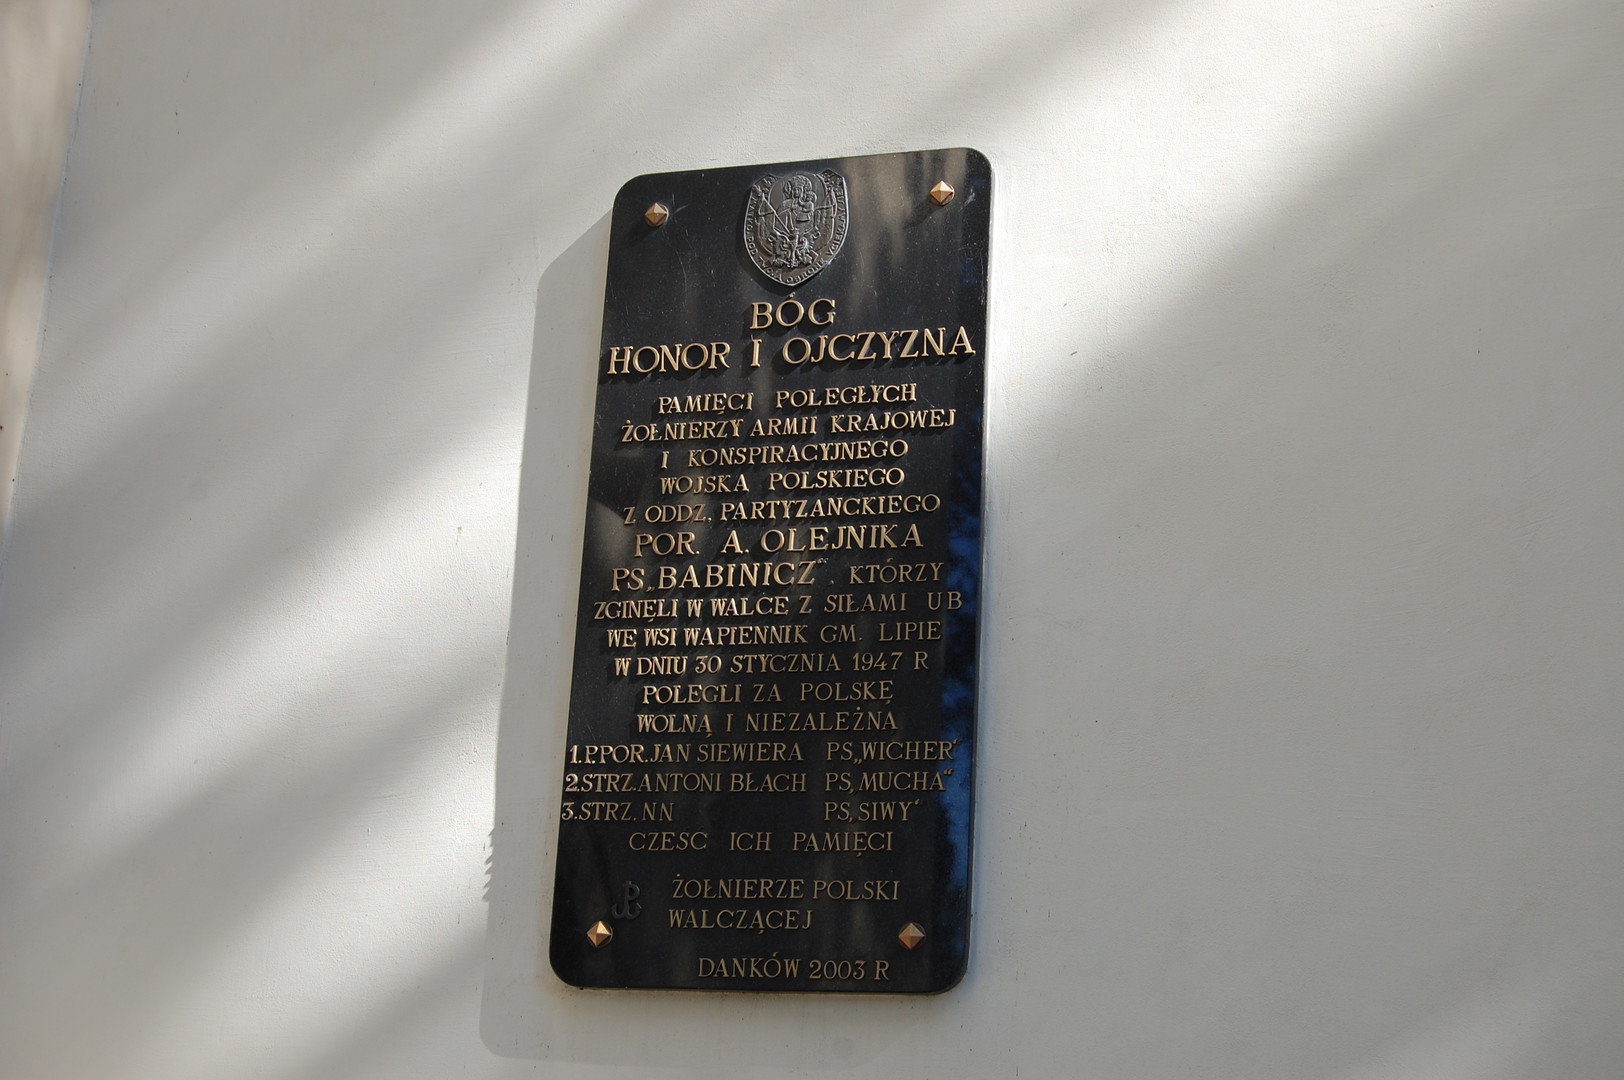 BÓG
HONOR I OJCZYZNA
PAMIĘCI POLEGŁYCH
ŻOŁNIERZY ARMII KRAJOWEJ
I KONSPIRACYJNEGO
WOJSKA POLSKIEGO
Z ODDZ. PARTYZANCKIEGO
POR. A. OLEJNIKA
PS„BABINICZ". KTÓRZY
ZGINĘLI W WALCE Z SIŁAMI UB
WE WSI WAPIENNIK GM. LIPIE
W DNIU 30 STYCZNIA 1947 R
POLEGLI ZA POLSKĘ
WOLNĄ I NIEZALEŻNA
1.P.POR.JAN SIEWIERA PS„WICHER“
2.STRZ.ANTONI BŁACH PS„MUCHA“
3.STRZ.NN PS„SIWY‘
CZESC ICH PAMIĘCI
ŻOŁNIERZE POLSKI
WALCZĄCEJ
DANKÓW 2003 R